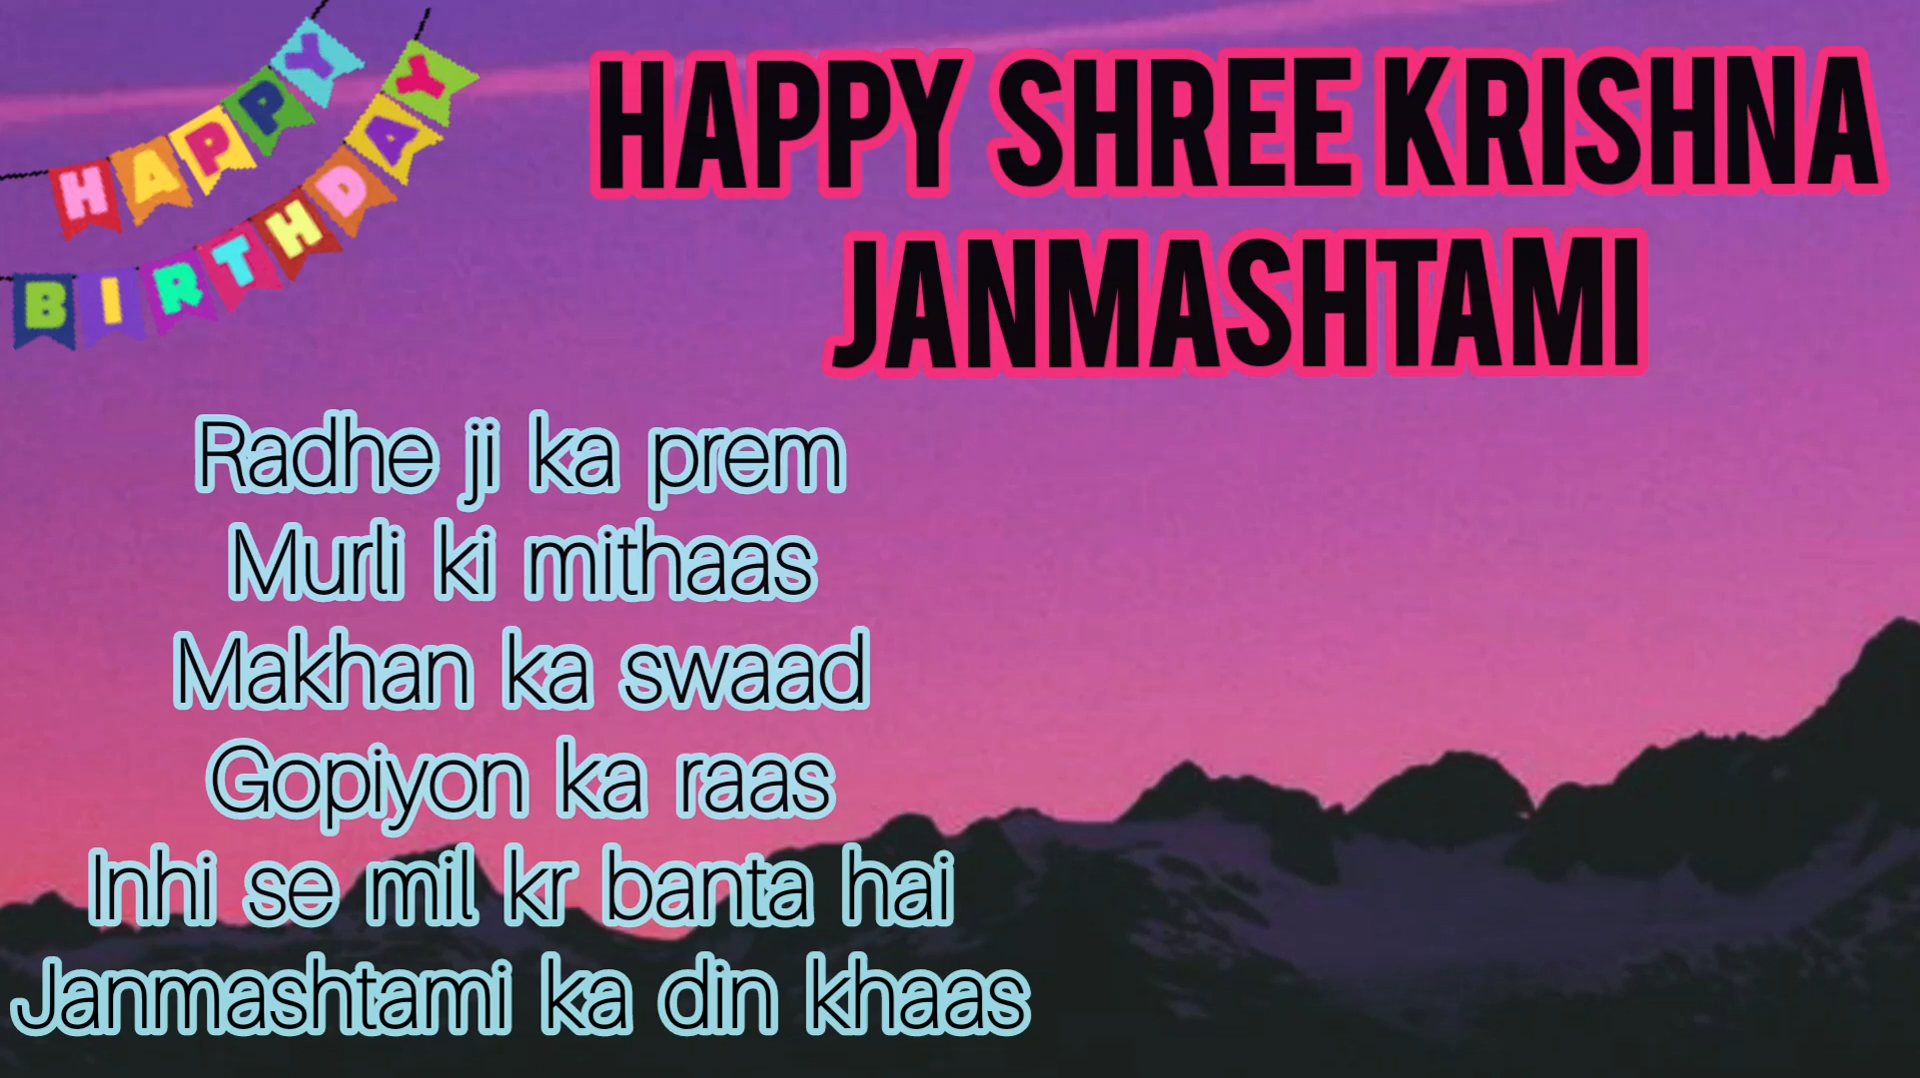 HAPPY
BIRTHDAY
HAPPY SHREE KRISHNA
JANMASHTAMI
Radhe ji ka prem
Murli ki mithaas
Makhan ka swaad
Gopiyon ka raas
Inhi se mil kr banta hai
Janmashtami ka din khaas